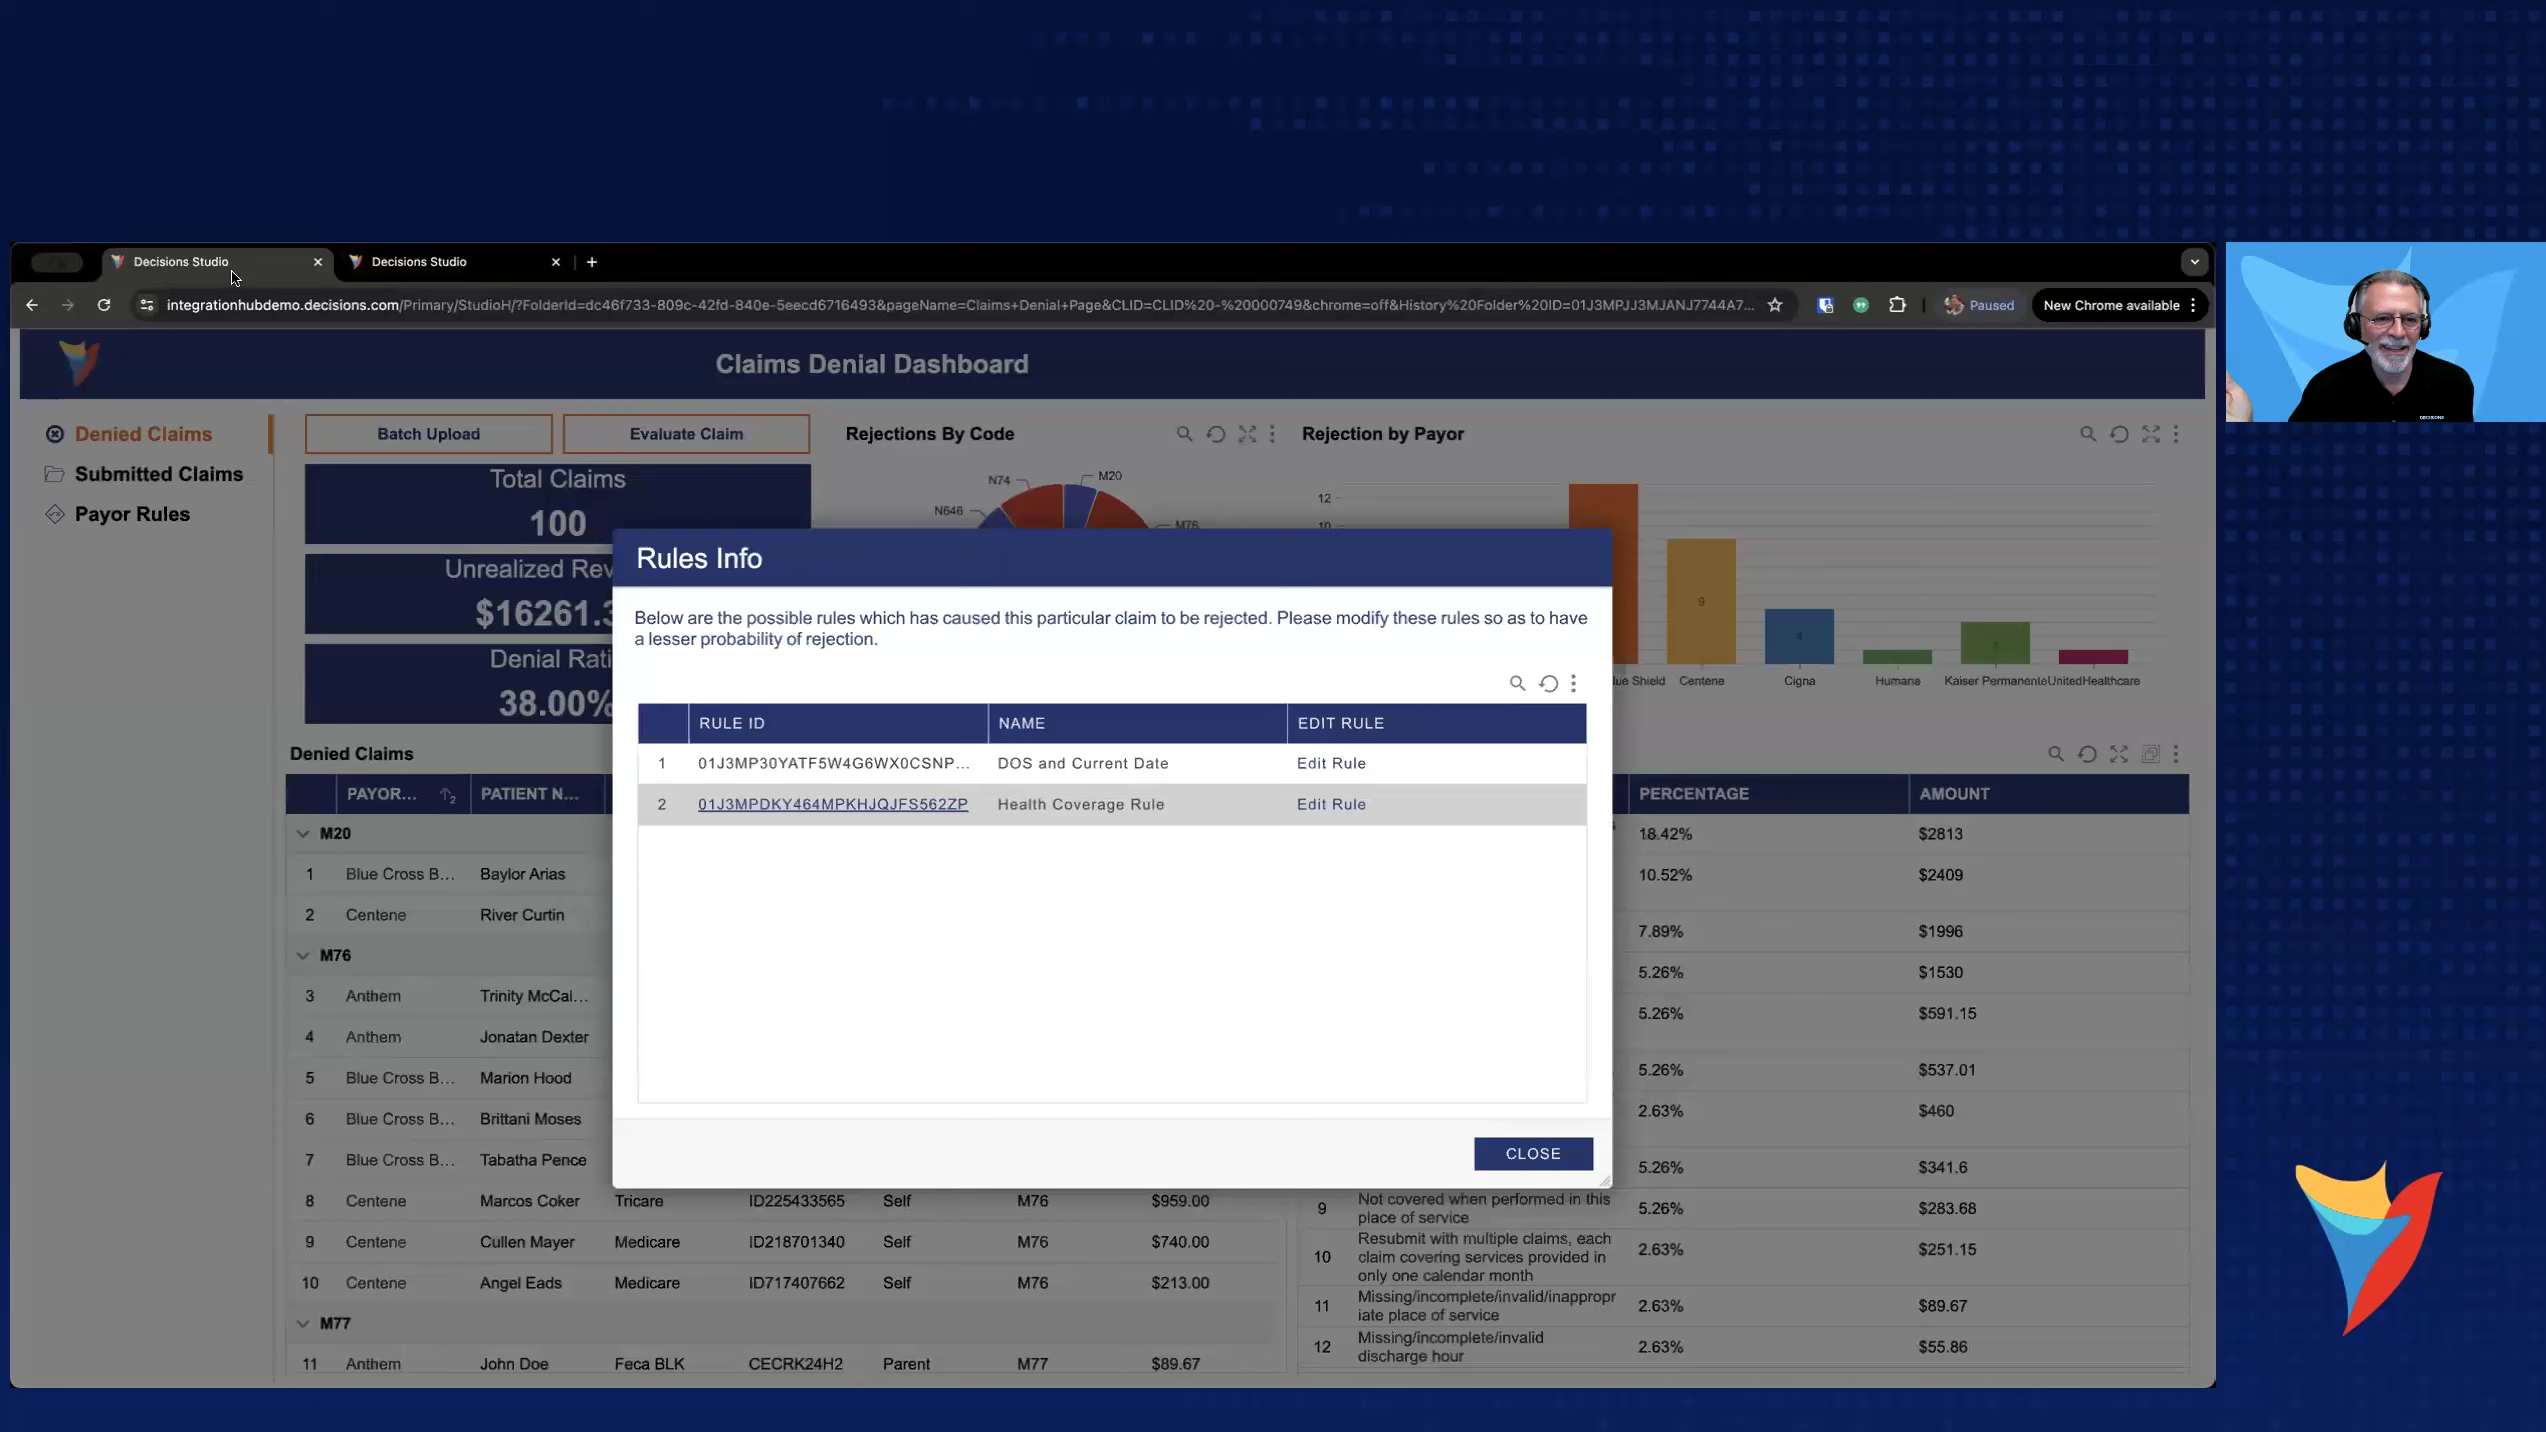 Decisions Studio
Decisions Studio
integrationhubdemo.decisions.com/Primary/StudioH/?FolderId=dc46f733-809c-42fd-840e-5eecd6716493&pageName=Claims+Denial+Page&CLID=CLID%20-%20000749&chrome=off&History%20Folder%20ID=01J3MPJJ3MJANJ7744A7...
Paused
New Chrome available
Claims Denial Dashboard
Denied Claims
Submitted Claims
Payor Rules
Batch Upload
Evaluate Claim
Total Claims
100
Unrealized Rev
$16261.3
Denial Rati
38.00%
Rejections By Code
N74
M20
N646
M76
Rejection by Payor
12
10
9
4
2
lue Shield
Centene
Cigna
Humana
Kaiser Permanente
UnitedHealthcare
Rules Info
Below are the possible rules which has caused this particular claim to be rejected. Please modify these rules so as to have
a lesser probability of rejection.
RULE ID NAME EDIT RULE
1 01J3MP30YATF5W4G6WX0CSNP... DOS and Current Date Edit Rule
2 01J3MPDKY464MPKHJQJFS562ZP Health Coverage Rule Edit Rule
CLOSE
Denied Claims
PAYOR... 2 PATIENT N...
M20
1 Blue Cross B... Baylor Arias
2 Centene River Curtin
M76
3 Anthem Trinity McCal...
4 Anthem Jonatan Dexter
5 Blue Cross B... Marion Hood
6 Blue Cross B... Brittani Moses
7 Blue Cross B... Tabatha Pence
8 Centene Marcos Coker Tricare ID225433565 Self M76 $959.00
9 Centene Cullen Mayer Medicare ID218701340 Self M76 $740.00
10 Centene Angel Eads Medicare ID717407662 Self M76 $213.00
M77
11 Anthem John Doe Feca BLK CECRK24H2 Parent M77 $89.67
PERCENTAGE AMOUNT
18.42% $2813
10.52% $2409
7.89% $1996
5.26% $1530
5.26% $591.15
5.26% $537.01
2.63% $460
5.26% $341.6
9 Not covered when performed in this
place of service 5.26% $283.68
Resubmit with multiple claims, each
10 claim covering services provided in 2.63% $251.15
only one calendar month
11 Missing/incomplete/invalid/inappropr
iate place of service 2.63% $89.67
12 Missing/incomplete/invalid
discharge hour 2.63% $55.86
DECISIONS